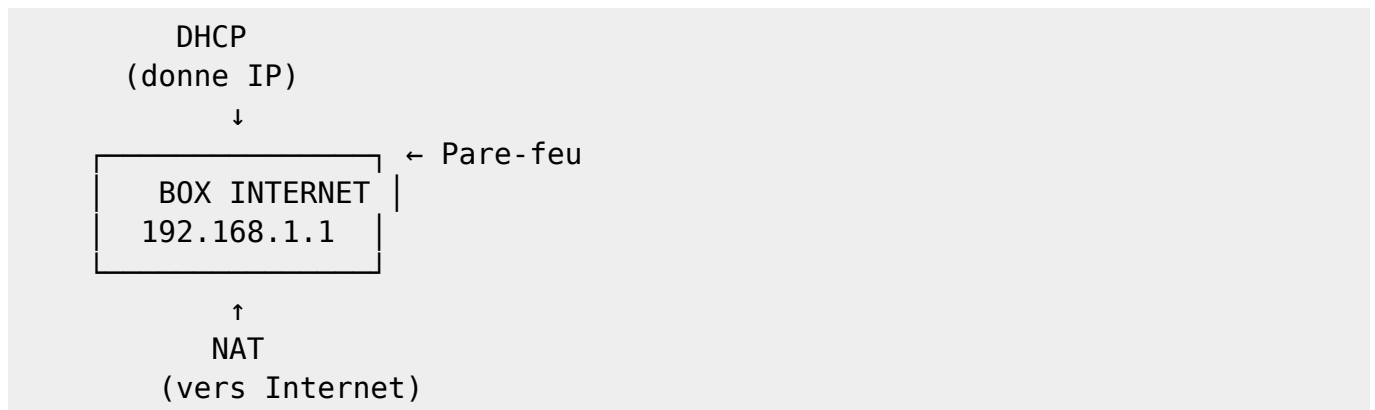 DHCP
(donne IP)
↓
← Pare-feu
BOX INTERNET
192.168.1.1
↑
NAT
(vers Internet)